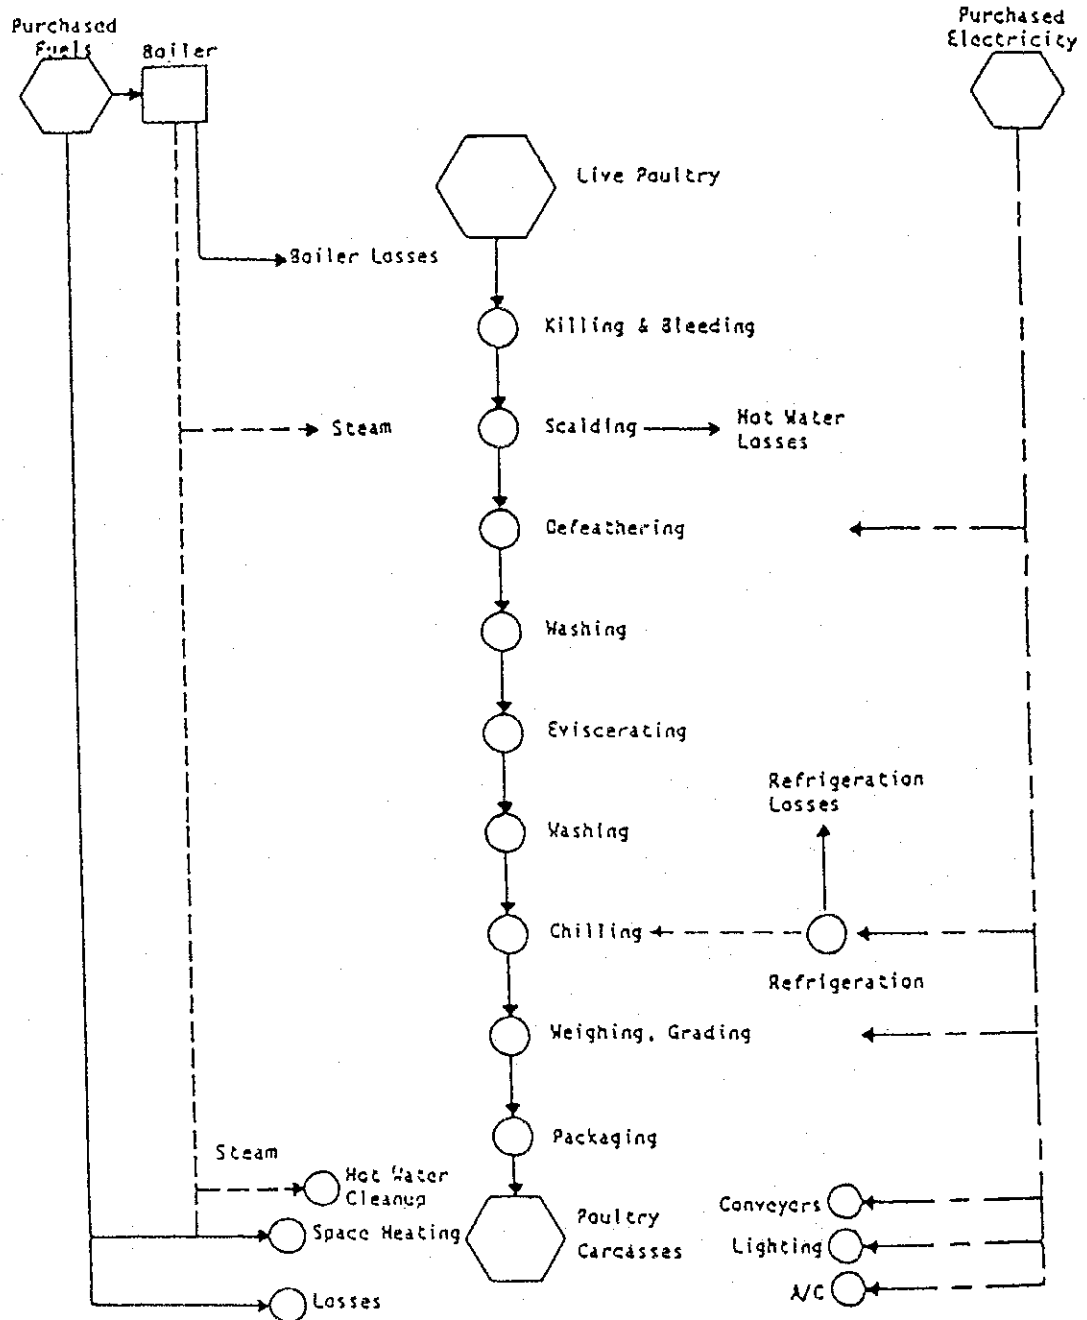 Purchased
Fuels
Boiler
Purchased
Electricity
Live Poultry
Boiler Losses
Killing & Bleeding
Steam
Scalding
Hot Water
Losses
Defeathering
Washing
Eviscerating
Refrigeration
Losses
Washing
Chilling
Refrigeration
Weighing, Grading
Packaging
Steam
Hot Water
Cleanup
Space Heating
Losses
Poultry
Carcasses
Conveyers
Lighting
A/C